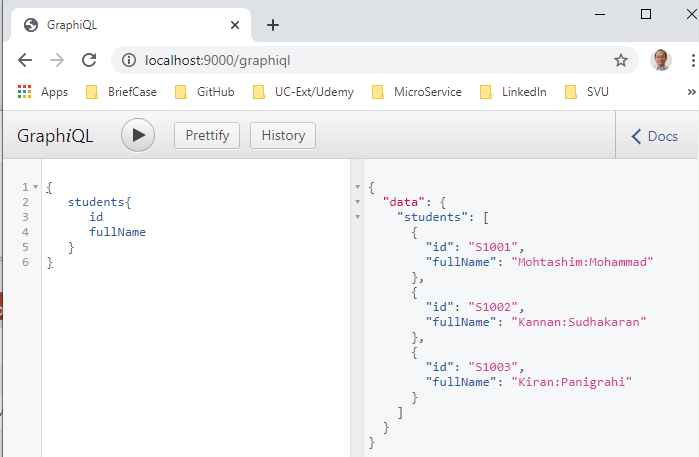 GraphiQL
localhost:9000/graphiql
Apps BriefCase GitHub UC-Ext/Udemy MicroService LinkedIn SVU »
GraphiQL Prettify History Docs
1 {
2 students{
3 id
4 fullName
5 }
6 }
{
"data": {
"students": [
{
"id": "S1001",
"fullName": "Mohtashim:Mohammad"
},
{
"id": "S1002",
"fullName": "Kannan:Sudhakaran"
},
{
"id": "S1003",
"fullName": "Kiran:Panigrahi"
}
]
}
}